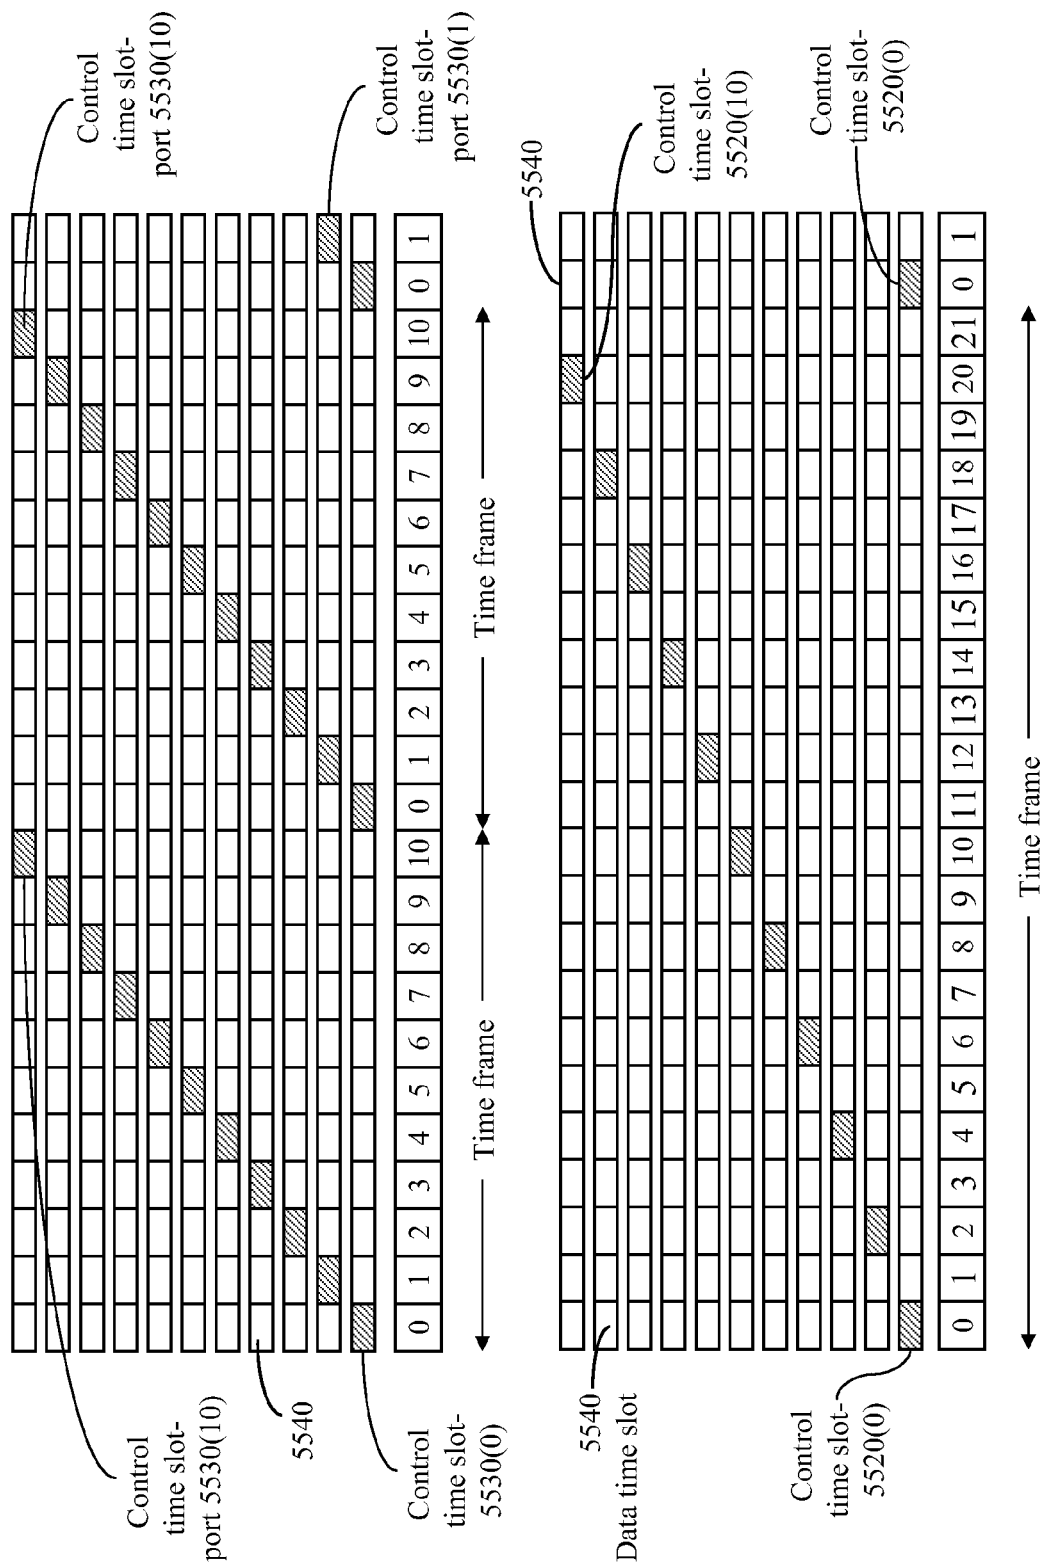 Control
time slot-
port 5530(10)
5540
Control
time slot-
5530(0)
Control
time slot-
port 5530(10)
Control
time slot-
port 5530(1)
0 1 2 3 4 5 6 7 8 9 10 0 1 2 3 4 5 6 7 8 9 10 0 1
Time frame Time frame
5540
Data time slot
Control
time slot-
5520(0)
5540
Control
time slot-
5520(10)
Control
time slot-
5520(0)
0 1 2 3 4 5 6 7 8 9 10 11 12 13 14 15 16 17 18 19 20 21 0 1
Time frame